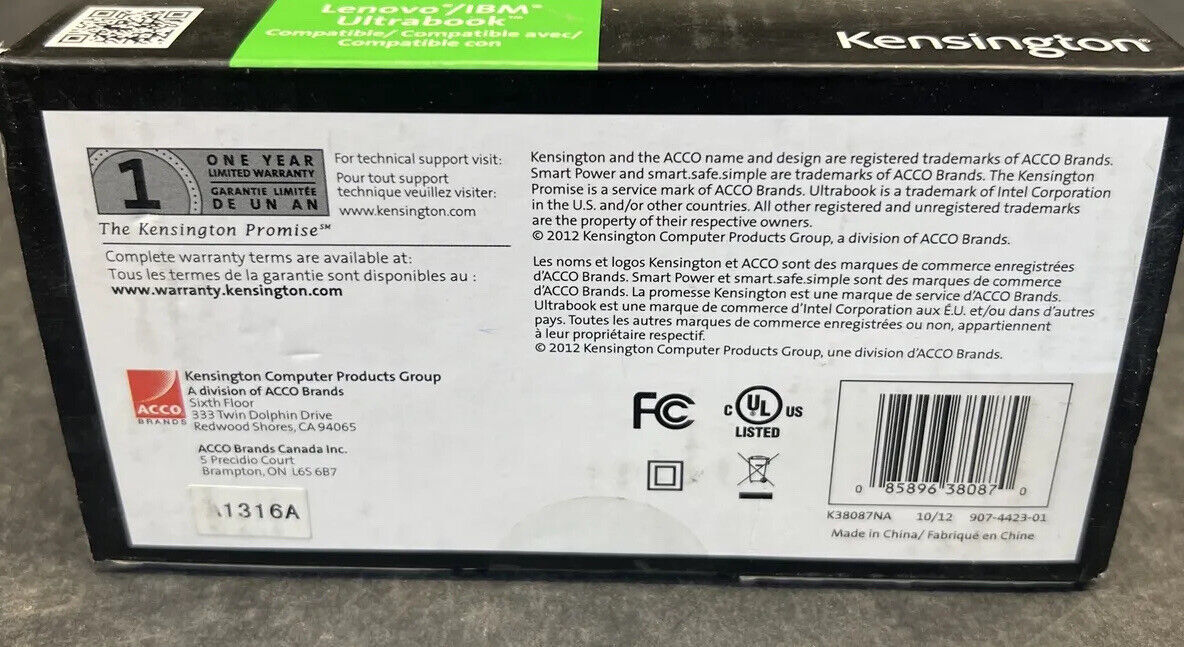 Lenovo®/IBM®
Ultrabook™
Compatible/ Compatible avec/
Compatible con
Kensington®
1
ONE YEAR
LIMITED WARRANTY
GARANTIE LIMITÉE
DE UN AN
The Kensington Promise℠
For technical support visit:
Pour tout support
technique veuillez visiter:
www.kensington.com
Complete warranty terms are available at:
Tous les termes de la garantie sont disponibles au :
www.warranty.kensington.com
Kensington and the ACCO name and design are registered trademarks of ACCO Brands.
Smart Power and smart.safe.simple are trademarks of ACCO Brands. The Kensington
Promise is a service mark of ACCO Brands. Ultrabook is a trademark of Intel Corporation
in the U.S. and/or other countries. All other registered and unregistered trademarks
are the property of their respective owners.
© 2012 Kensington Computer Products Group, a division of ACCO Brands.
Les noms et logos Kensington et ACCO sont des marques de commerce enregistrées
d'ACCO Brands. Smart Power et smart.safe.simple sont des marques de commerce
d'ACCO Brands. La promesse Kensington est une marque de service d'ACCO Brands.
Ultrabook est une marque de commerce d'Intel Corporation aux É.U. et/ou dans d'autres
pays. Toutes les autres marques de commerce enregistrées ou non, appartiennent
à leur propriétaire respectif.
© 2012 Kensington Computer Products Group, une division d'ACCO Brands.
ACCO
BRANDS
Kensington Computer Products Group
A division of ACCO Brands
Sixth Floor
333 Twin Dolphin Drive
Redwood Shores, CA 94065
ACCO Brands Canada Inc.
5 Precidio Court
Brampton, ON L6S 6B7
A1316A
FC
C UL US
LISTED
0 85896 38087 0
K38087NA 10/12 907-4423-01
Made in China/ Fabriqué en Chine